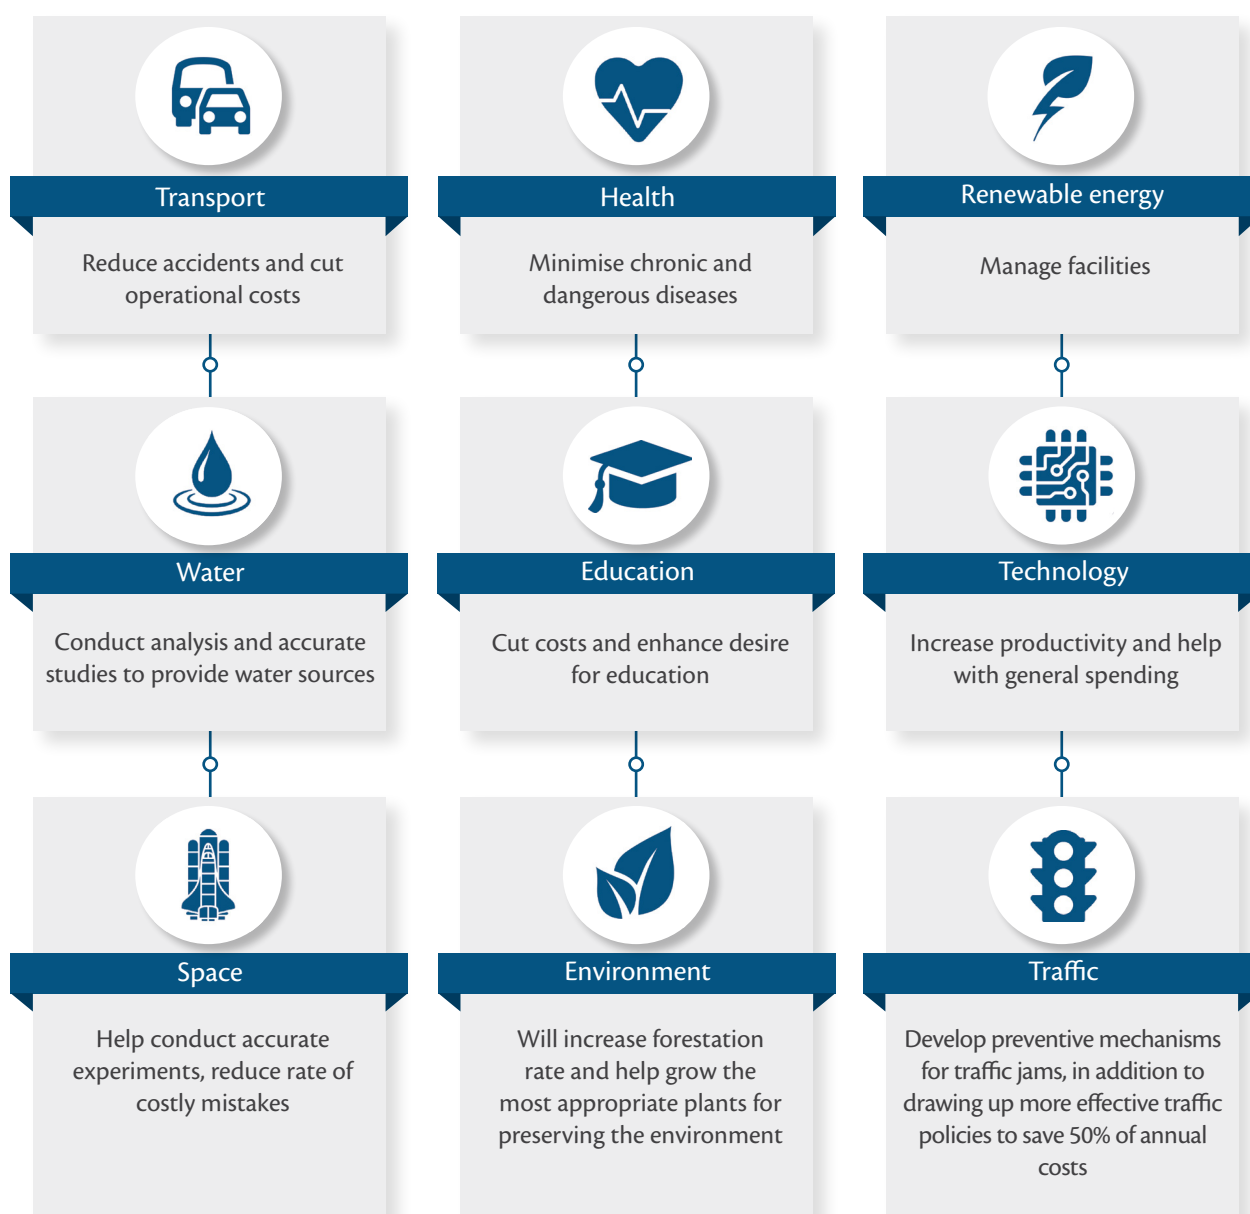 Transport
Reduce accidents and cut
operational costs
Health
Minimise chronic and
dangerous diseases
Renewable energy
Manage facilities
Water
Conduct analysis and accurate
studies to provide water sources
Education
Cut costs and enhance desire
for education
Technology
Increase productivity and help
with general spending
Space
Help conduct accurate
experiments, reduce rate of
costly mistakes
Environment
Will increase forestation
rate and help grow the
most appropriate plants for
preserving the environment
Traffic
Develop preventive mechanisms
for traffic jams, in addition to
drawing up more effective traffic
policies to save 50% of annual
costs